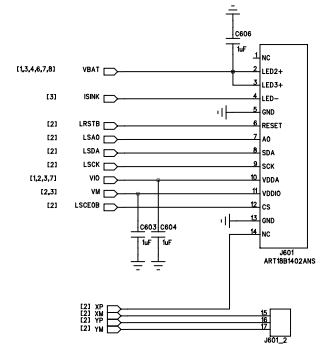 C606
1uF
1 NC
[1,3,4,6,7,8] VBAT 2 LED2+
3 LED3+
[3] ISINK 4 LED-
5 GND
[2] LRSTB 6 RESET
[2] LSA0 7 A0
[2] LSDA 8 SDA
[2] LSCK 9 SCK
[1,2,3,7] VIO 10 VDDA
[2,3] VM 11 VDDIO
[2] LSCE0B 12 CS
13 GND
14 NC
C603 C604
1uF 1uF
J601
ART18B1402ANS
[2] XP
[2] XM 15
[2] YP 16
[2] YM 17
J601_2